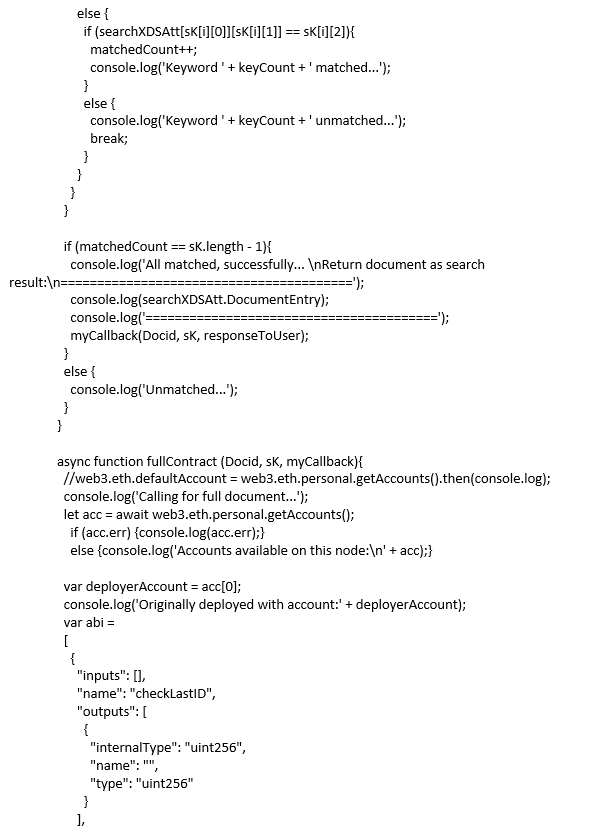 else {
if (searchXDSAtt[sK[i][0]][sK[i][1]] == sK[i][2]){
matchedCount++;
console.log('Keyword ' + keyCount + ' matched...');
}
else {
console.log('Keyword ' + keyCount + ' unmatched...');
break;
}
}
}
}
if (matchedCount == sK.length - 1){
console.log('All matched, successfully... \nReturn document as search
result:\n========================================');
console.log(searchXDSAtt.DocumentEntry);
console.log('========================================');
myCallback(Docid, sK, responseToUser);
}
else {
console.log('Unmatched...');
}
}
async function fullContract (Docid, sK, myCallback){
//web3.eth.defaultAccount = web3.eth.personal.getAccounts().then(console.log);
console.log('Calling for full document...');
let acc = await web3.eth.personal.getAccounts();
if (acc.err) {console.log(acc.err);}
else {console.log('Accounts available on this node:\n' + acc);}
var deployerAccount = acc[0];
console.log('Originally deployed with account:' + deployerAccount);
var abi =
[
{
"inputs": [],
"name": "checkLastID",
"outputs": [
{
"internalType": "uint256",
"name": "",
"type": "uint256"
}
],